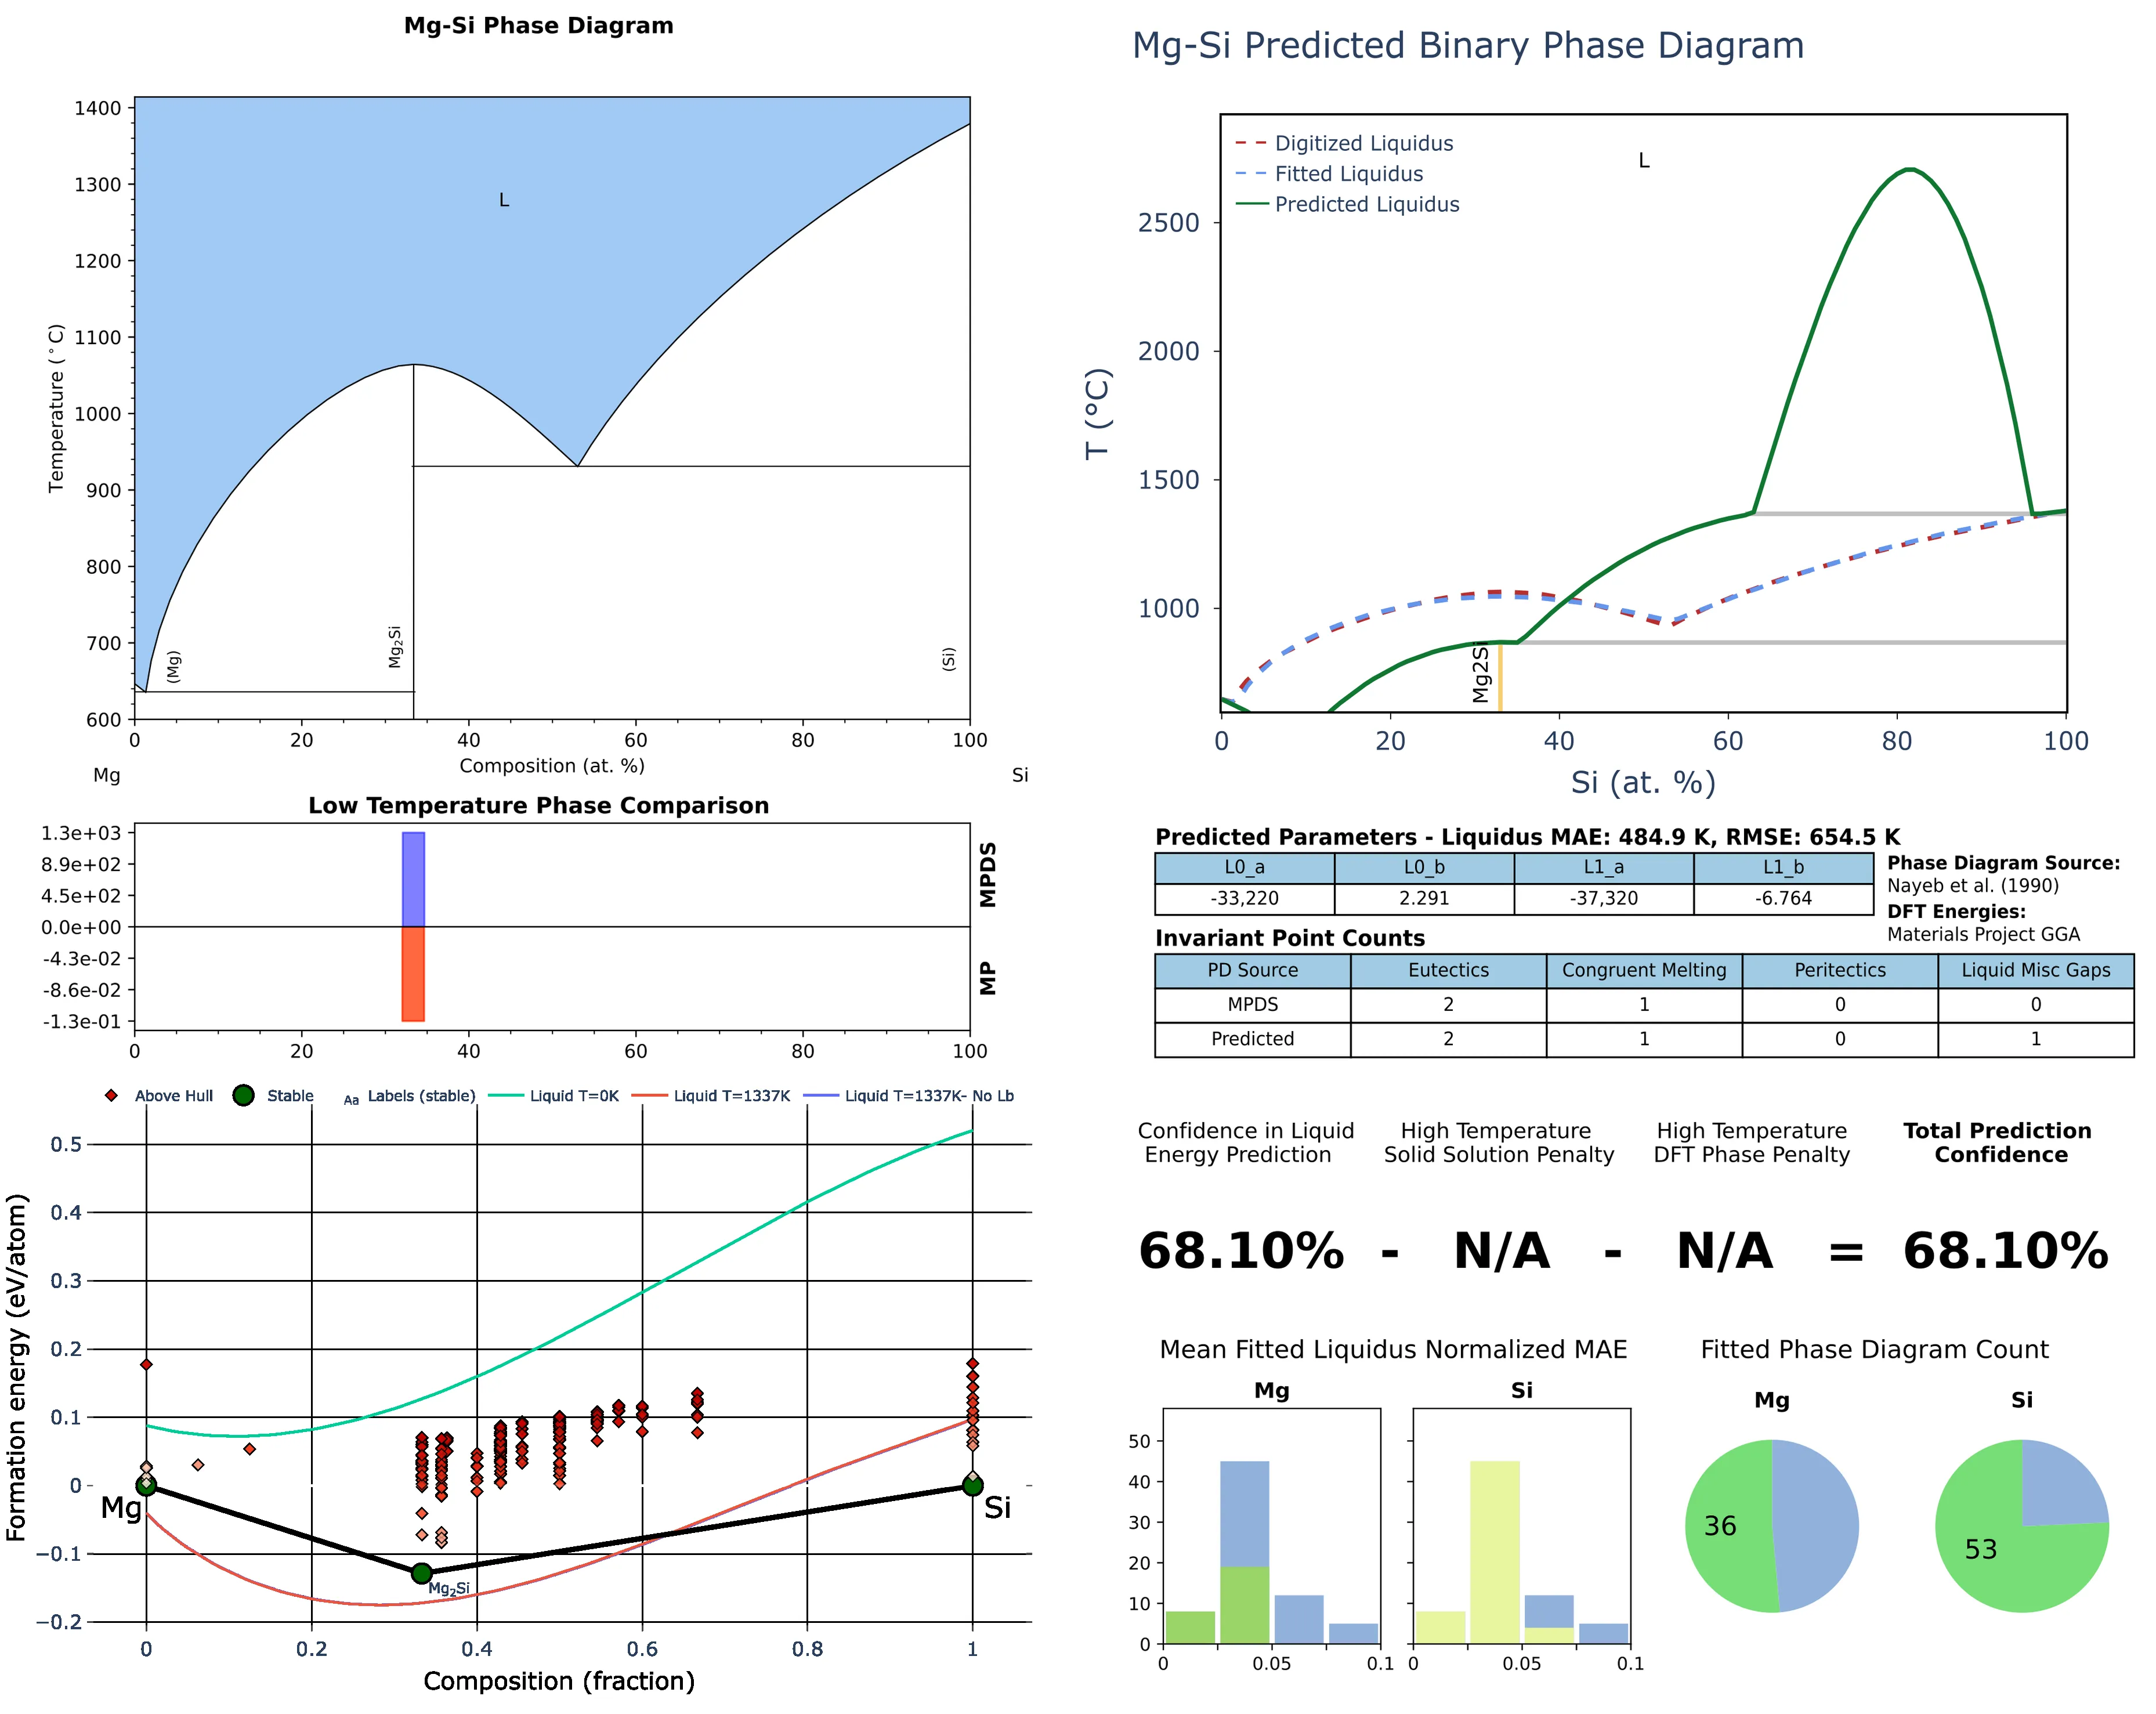 Mg-Si Phase Diagram
1400
1300
1200
1100
1000
900
800
700
600
Temperature (°C)
L
(Mg)
Mg₂Si
(Si)
0 20 40 60 80 100
Composition (at. %)
Mg Si
Mg-Si Predicted Binary Phase Diagram
Digitized Liquidus
Fitted Liquidus
Predicted Liquidus
L
2500
2000
1500
1000
T (°C)
Mg2Si
0 20 40 60 80 100
Si (at. %)
Low Temperature Phase Comparison
1.3e+03
8.9e+02
4.5e+02
0.0e+00
-4.3e-02
-8.6e-02
-1.3e-01
MPDS
MP
0 20 40 60 80 100
Predicted Parameters - Liquidus MAE: 484.9 K, RMSE: 654.5 K
L0_a L0_b L1_a L1_b
-33,220 2.291 -37,320 -6.764
Phase Diagram Source:
Nayeb et al. (1990)
DFT Energies:
Materials Project GGA
Invariant Point Counts
PD Source Eutectics Congruent Melting Peritectics Liquid Misc Gaps
MPDS 2 1 0 0
Predicted 2 1 0 1
Above Hull Stable Aa Labels (stable) Liquid T=0K Liquid T=1337K Liquid T=1337K- No Lb
0.5
0.4
0.3
0.2
0.1
0
−0.1
−0.2
Formation energy (eV/atom)
Mg
Mg₂Si
Si
0 0.2 0.4 0.6 0.8 1
Composition (fraction)
Confidence in Liquid
Energy Prediction
High Temperature
Solid Solution Penalty
High Temperature
DFT Phase Penalty
Total Prediction
Confidence
68.10% - N/A - N/A = 68.10%
Mean Fitted Liquidus Normalized MAE
Mg Si
50
40
30
20
10
0
0 0.05 0.1 0 0.05 0.1
Fitted Phase Diagram Count
Mg Si
36
53